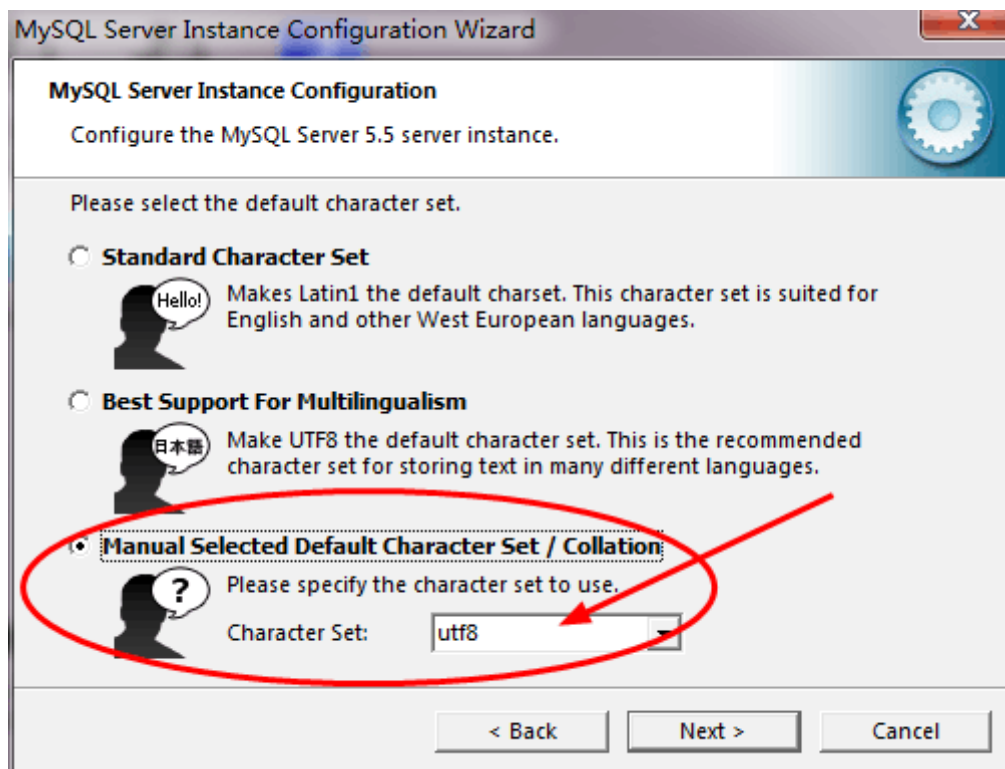 MySQL Server Instance Configuration Wizard
X
MySQL Server Instance Configuration
Configure the MySQL Server 5.5 server instance.
Please select the default character set.
Standard Character Set
Hello!
Makes Latin1 the default charset. This character set is suited for
English and other West European languages.
Best Support For Multilingualism
日本語
Make UTF8 the default character set. This is the recommended
character set for storing text in many different languages.
Manual Selected Default Character Set / Collation
?
Please specify the character set to use.
Character Set: utf8
< Back Next > Cancel